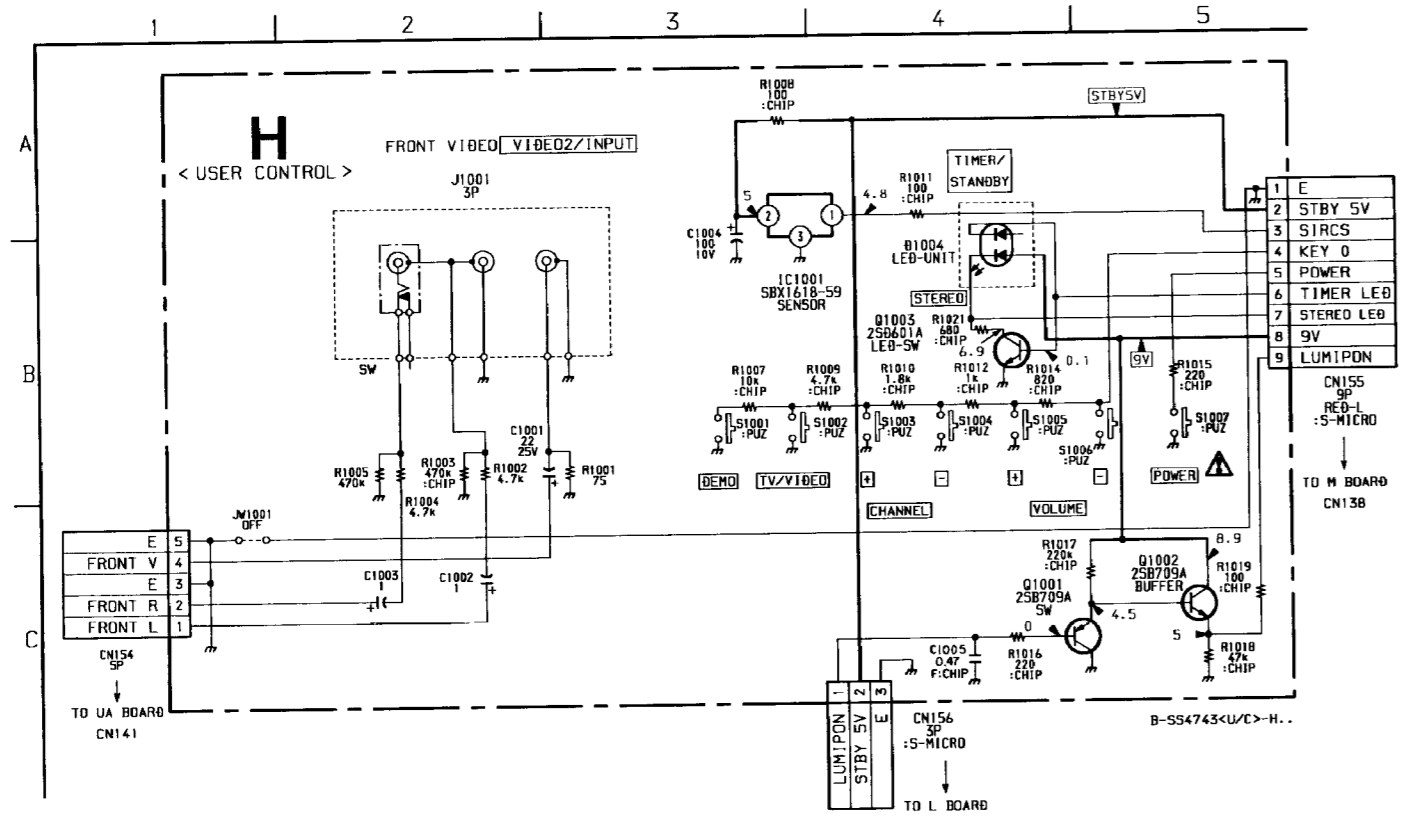 1
2
3
4
5
A
B
C
H
< USER CONTROL >
FRONT VIDEO VIDEO2/INPUT
J1001
3P
SW
R1008
100
:CHIP
STBY5V
5
2
1
3
4.8
C1004
100
10V
+
IC1001
SBX1618-59
SENSOR
R1011
100
:CHIP
TIMER/
STANDBY
D1004
LED-UNIT
STEREO
Q1003
2SD601A
LED-SW
R1021
680
:CHIP
6.9
0.1
9V
1 E
2 STBY 5V
3 SIRCS
4 KEY 0
5 POWER
6 TIMER LED
7 STEREO LED
8 9V
9 LUMIPON
CN155
9P
RED-L
:S-MICRO
TO M BOARD
CN138
R1007
10k
:CHIP
R1009
4.7k
:CHIP
R1010
1.8k
:CHIP
R1012
1k
:CHIP
R1014
820
:CHIP
R1015
220
:CHIP
S1001
:PUZ
S1002
:PUZ
S1003
:PUZ
S1004
:PUZ
S1005
:PUZ
S1006
:PUZ
S1007
:PUZ
DEMO
TV/VIDEO
+
-
+
-
POWER
CHANNEL
VOLUME
R1005
470k
R1004
4.7k
R1003
470k
:CHIP
R1002
4.7k
C1001
22
25V
+
R1001
75
JW1001
OFF
E 5
FRONT V 4
E 3
FRONT R 2
FRONT L 1
CN154
5P
TO UA BOARD
CN141
C1003
1
+
C1002
1
+
R1017
220k
:CHIP
Q1001
2SB709A
SW
Q1002
2SB709A
BUFFER
8.9
R1019
100
:CHIP
4.5
0
5
C1005
0.47
F:CHIP
R1016
220
:CHIP
R1018
47k
:CHIP
LUMIPON 1
STBY 5V 2
E 3
CN156
3P
:S-MICRO
TO L BOARD
B-SS4743<U/C>-H..